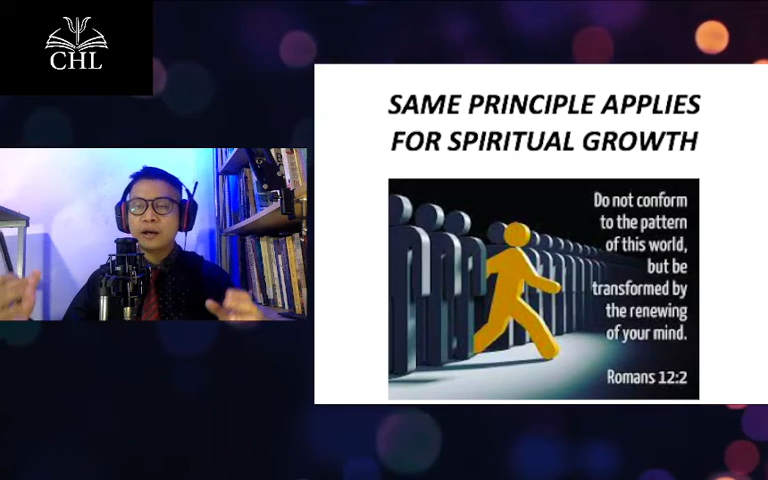 CHL
SAME PRINCIPLE APPLIES
FOR SPIRITUAL GROWTH
Do not conform
to the pattern
of this world,
but be
transformed by
the renewing
of your mind.
Romans 12:2